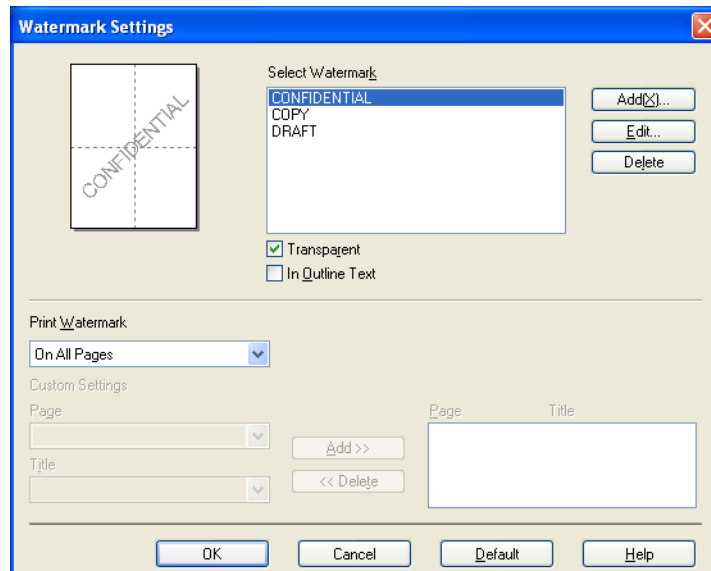 Watermark Settings
CONFIDENTIAL
Select Watermark
CONFIDENTIAL
COPY
DRAFT
Add(X)...
Edit...
Delete
Transparent
In Outline Text
Print Watermark
On All Pages
Custom Settings
Page
Title
Add >>
<< Delete
Page Title
OK Cancel Default Help